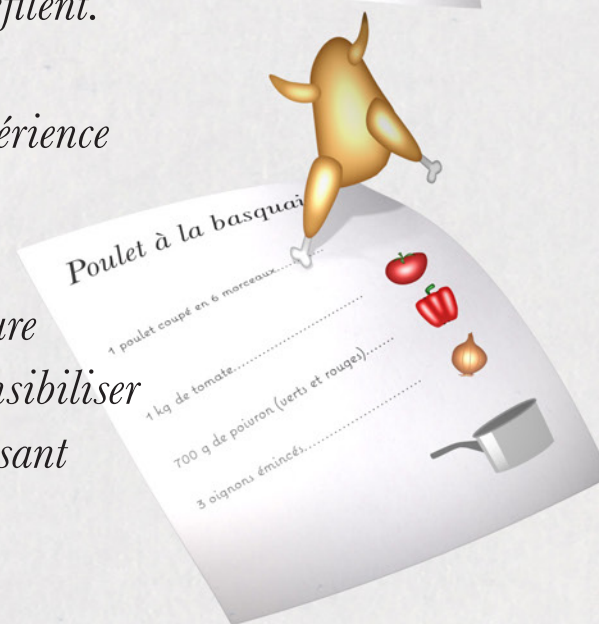 efilent.
érience
Poulet à la basquai
1 poulet coupé en 6 morceaux............
ure
1 kg de tomate..............................
nsibiliser
700 g de poivron (verts et rouges).......
sant
3 oignons émincés............................